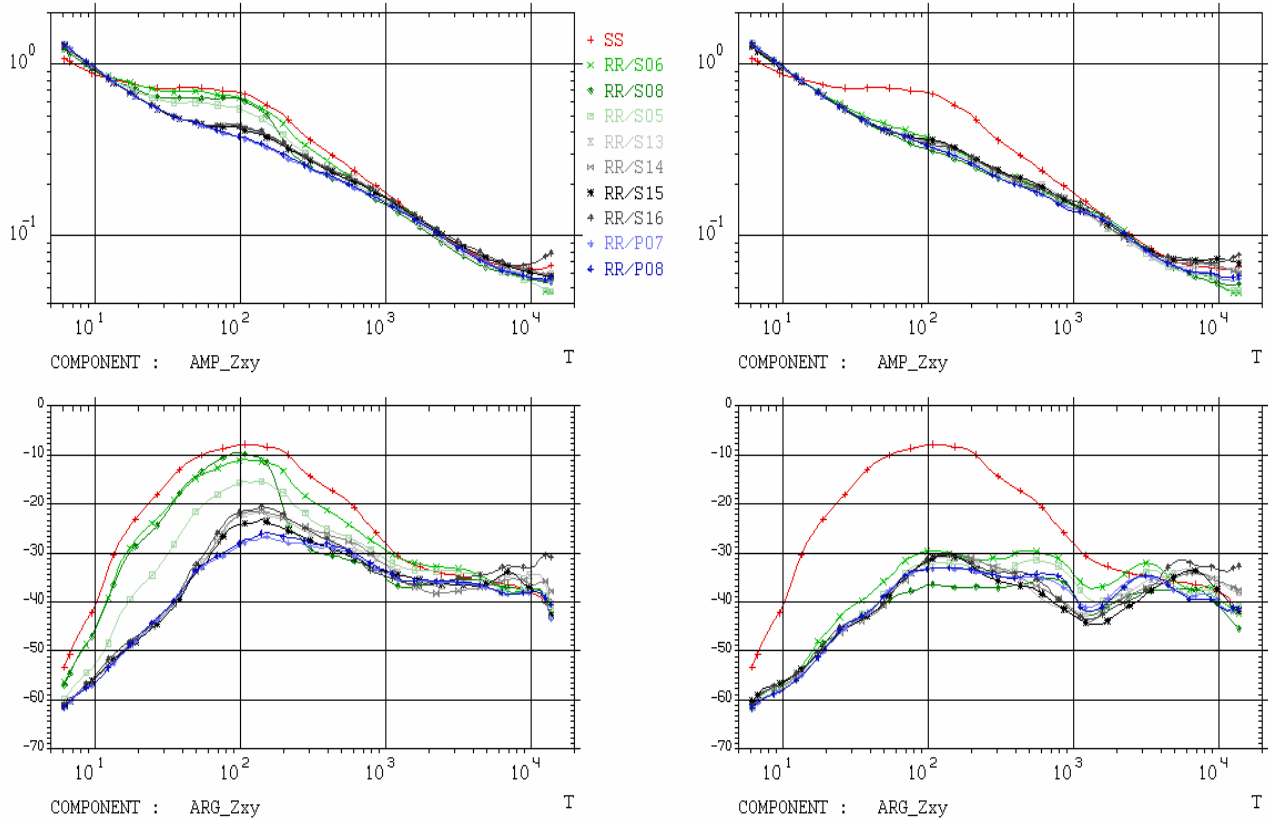 10^0
10^-1
10^1
10^2
10^3
10^4
COMPONENT : AMP_Zxy
T
+ SS
× RR/S06
RR/S08
RR/S05
RR/S13
RR/S14
RR/S15
RR/S16
RR/P07
RR/P08
10^0
10^-1
10^1
10^2
10^3
10^4
COMPONENT : AMP_Zxy
T
0
-10
-20
-30
-40
-50
-60
-70
10^1
10^2
10^3
10^4
COMPONENT : ARG_Zxy
T
0
-10
-20
-30
-40
-50
-60
-70
10^1
10^2
10^3
10^4
COMPONENT : ARG_Zxy
T